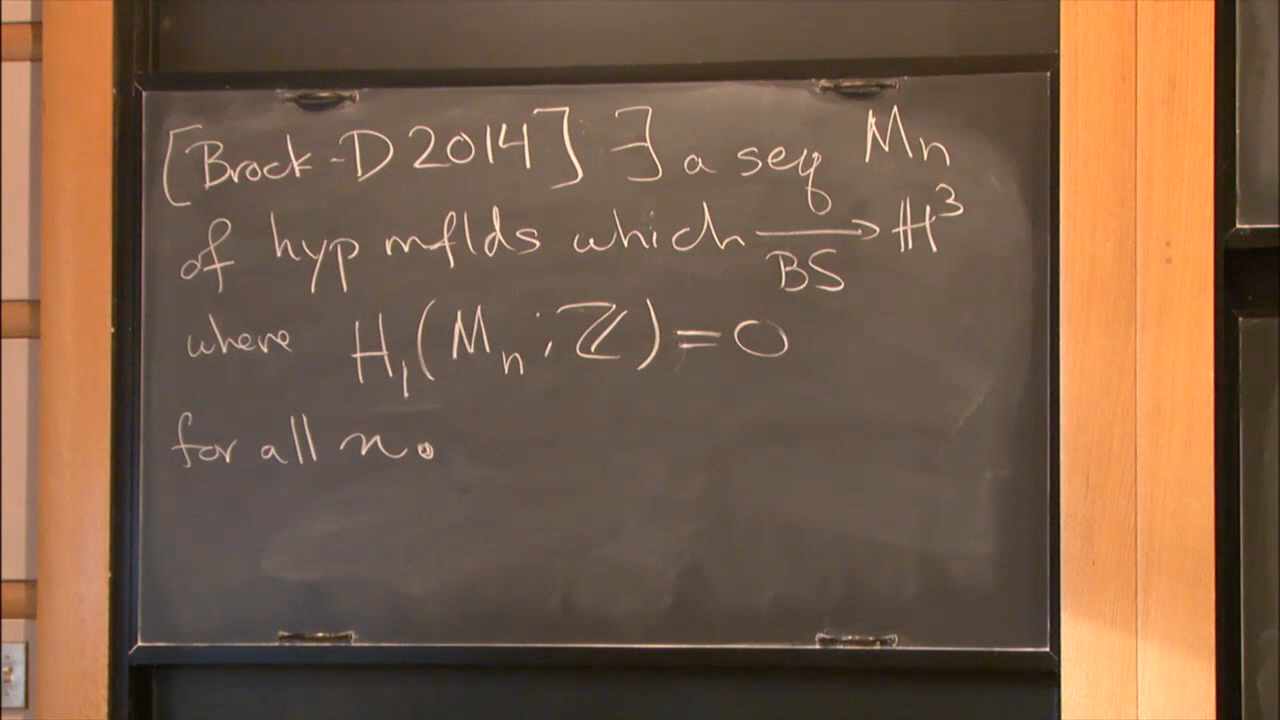 [Brock-D 2014] ∃ a seq Mn
of hyp mflds which →BS ℍ³
where H₁(Mₙ; ℤ) = 0
for all n.